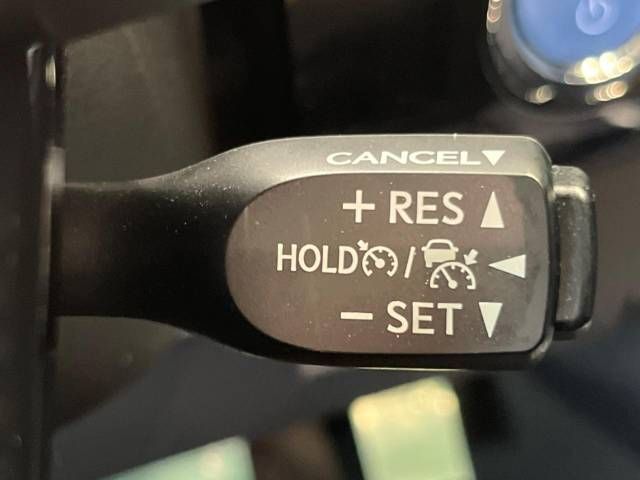 CANCEL▼
+ RES ▲
HOLD / ◀
− SET ▼